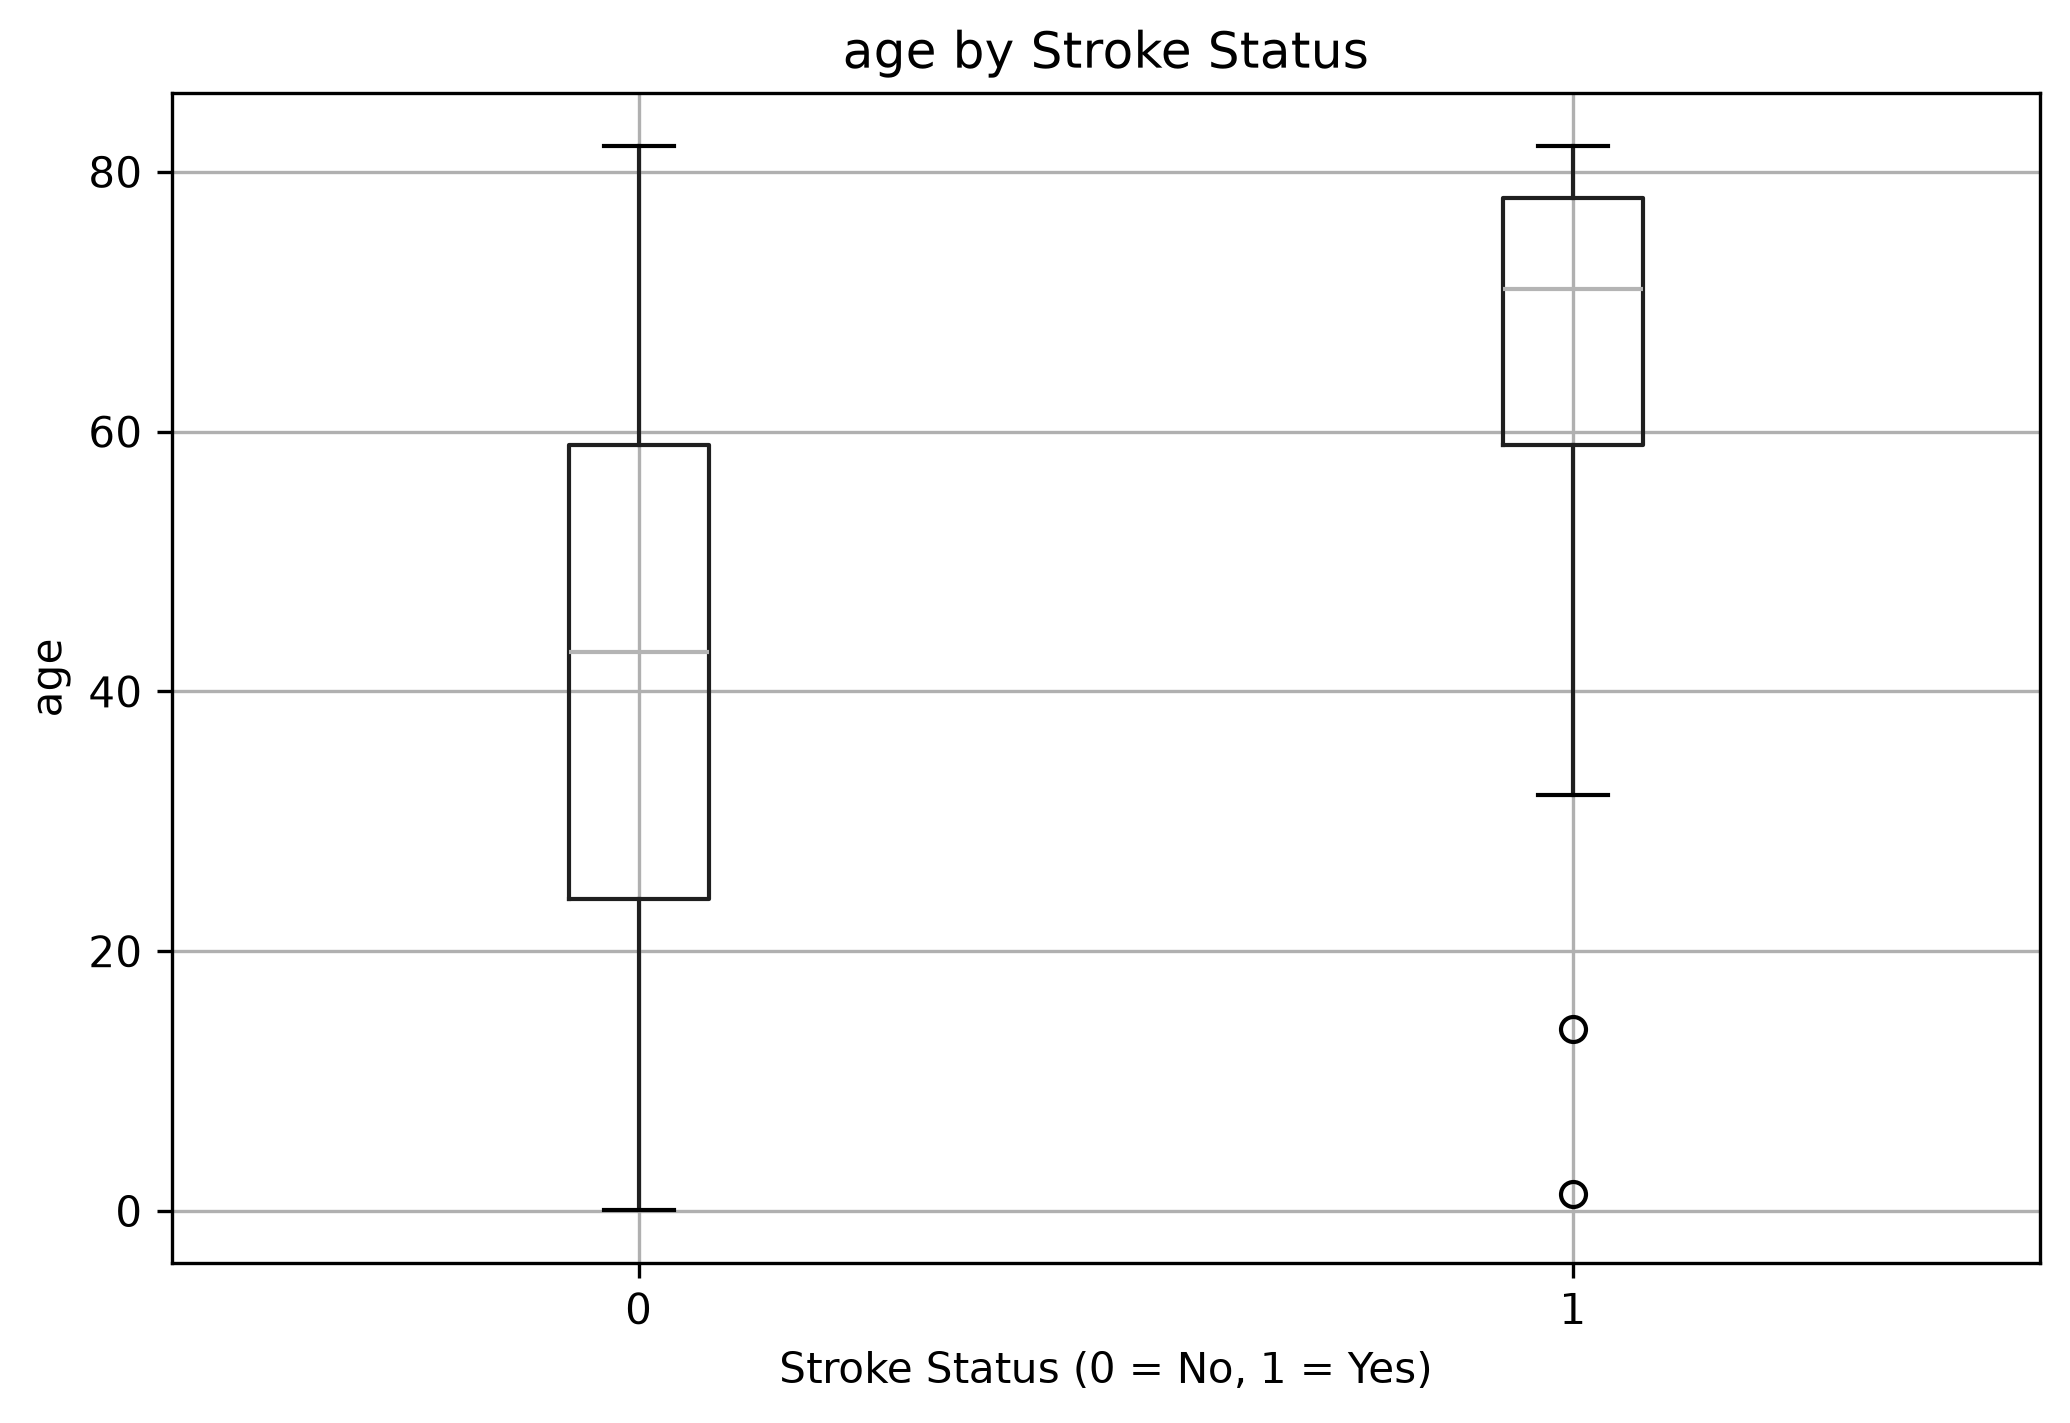 age by Stroke Status
age
80
60
40
20
0
0 1
Stroke Status (0 = No, 1 = Yes)